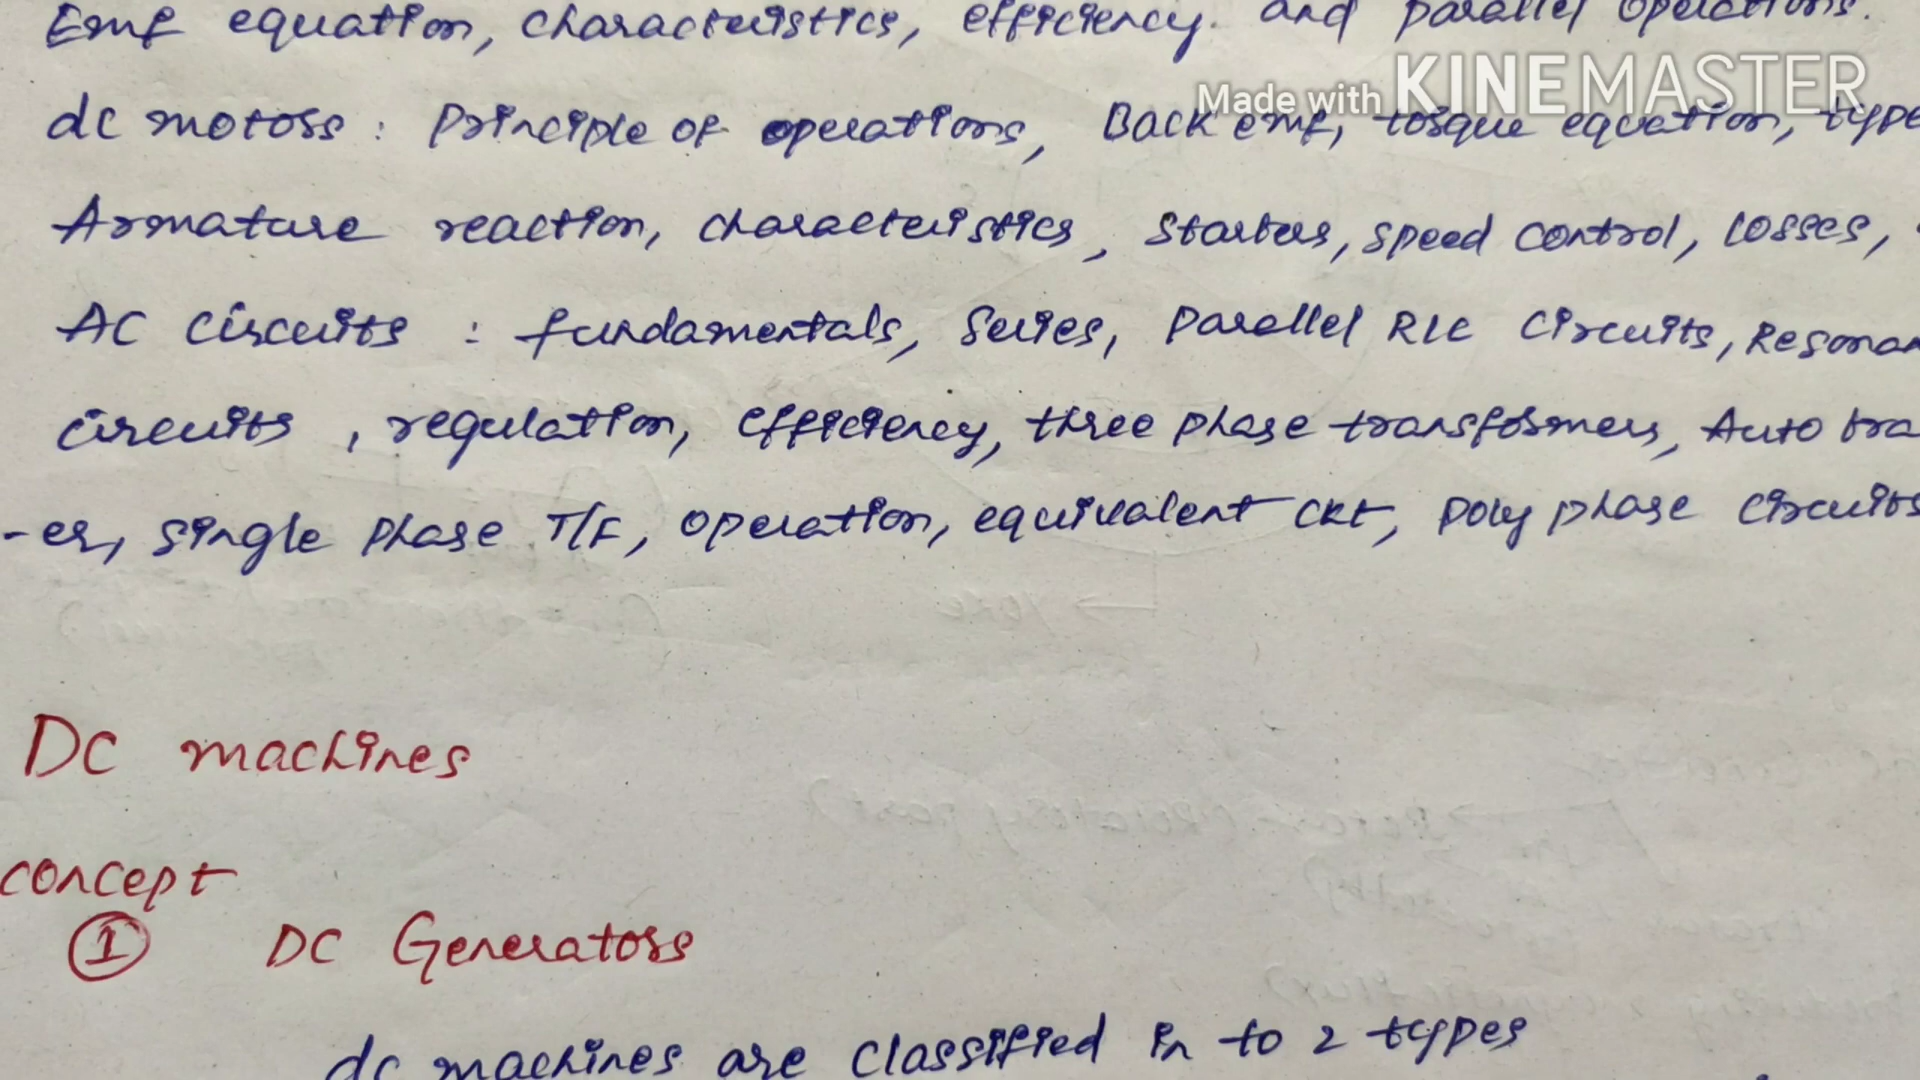 Emf equation, characteristics, efficiency. and parallel operations.
Made with KINEMASTER
dc motors : principle of operations, Back emf, torque equation, type
Armature reaction, characteristics, starters, speed control, losses,
AC circuits : fundamentals, Series, parallel RLC circuits, Resonan
circuits, regulation, efficiency, three phase transformers, Auto tra
-er, single phase T/F, operation, equivalent ckt, poly phase circuits
DC machines
concept
1 DC Generators
dc machines are classified in to 2 types